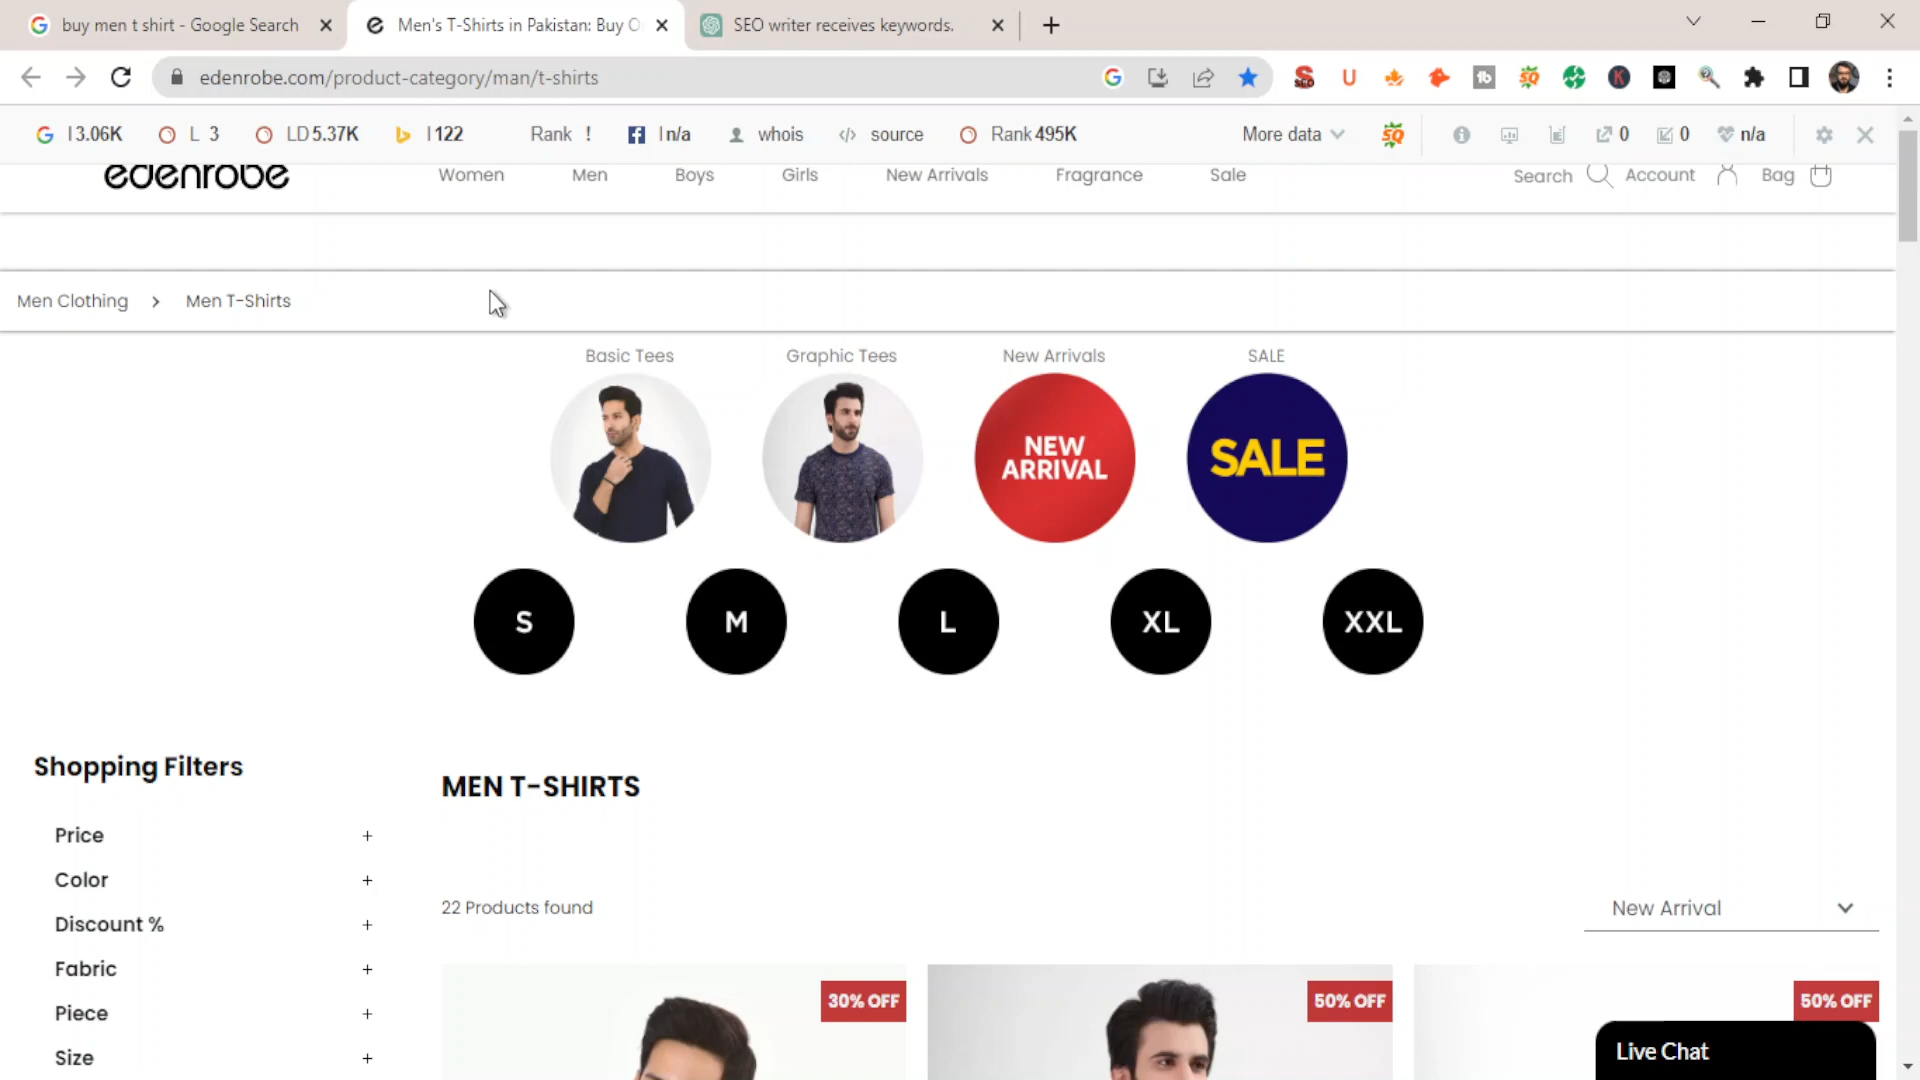 buy men t shirt - Google Search
Men's T-Shirts in Pakistan: Buy O
SEO writer receives keywords.
edenrobe.com/product-category/man/t-shirts
I 3.06K
L 3
LD 5.37K
I 122
Rank !
I n/a
whois
source
Rank 495K
More data
0
0
n/a
edenrobe
Women
Men
Boys
Girls
New Arrivals
Fragrance
Sale
Search
Account
Bag
Men Clothing > Men T-Shirts
Basic Tees
Graphic Tees
New Arrivals
SALE
NEW
ARRIVAL
SALE
S
M
L
XL
XXL
Shopping Filters
MEN T-SHIRTS
Price +
Color +
22 Products found
New Arrival
Discount % +
Fabric +
Piece +
Size +
30% OFF
50% OFF
50% OFF
Live Chat